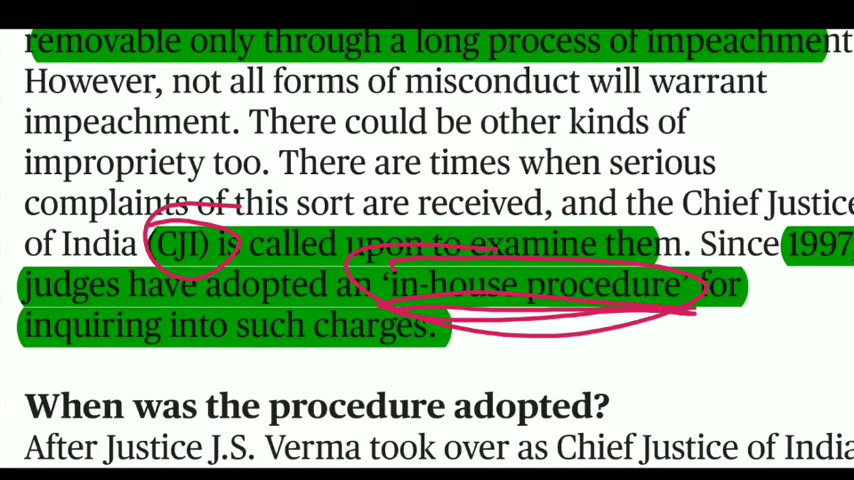 removable only through a long process of impeachment
However, not all forms of misconduct will warrant
impeachment. There could be other kinds of
impropriety too. There are times when serious
complaints of this sort are received, and the Chief Justice
of India (CJI) is called upon to examine them. Since 1997,
judges have adopted an ‘in-house procedure’ for
inquiring into such charges.
When was the procedure adopted?
After Justice J.S. Verma took over as Chief Justice of India